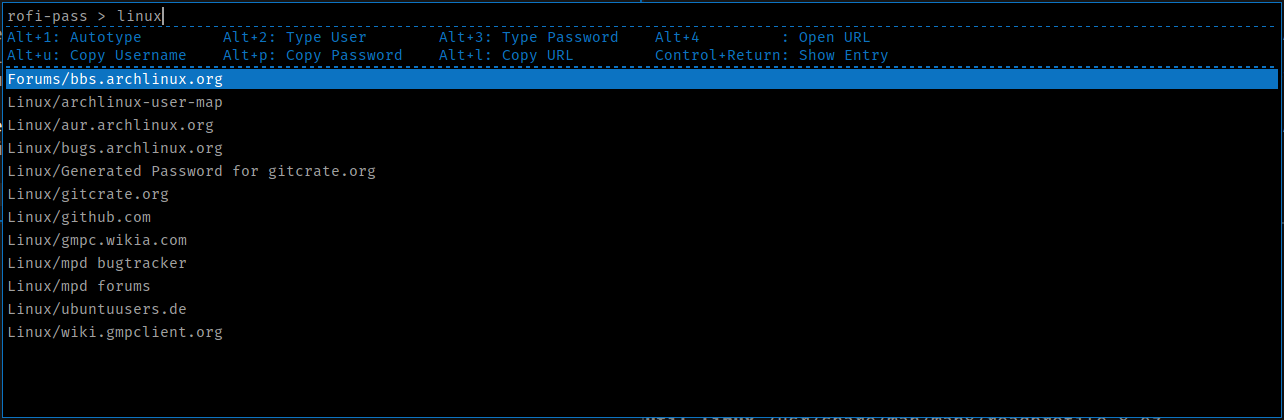 rofi-pass > linux
Alt+1: Autotype         Alt+2: Type User        Alt+3: Type Password    Alt+4         : Open URL
Alt+u: Copy Username    Alt+p: Copy Password    Alt+l: Copy URL         Control+Return: Show Entry
Forums/bbs.archlinux.org
Linux/archlinux-user-map
Linux/aur.archlinux.org
Linux/bugs.archlinux.org
Linux/Generated Password for gitcrate.org
Linux/gitcrate.org
Linux/github.com
Linux/gmpc.wikia.com
Linux/mpd bugtracker
Linux/mpd forums
Linux/ubuntuusers.de
Linux/wiki.gmpclient.org